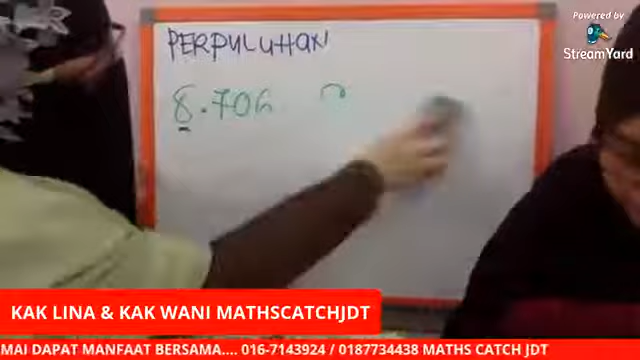 Powered by
StreamYard
PERPULUHAN
8.706
KAK LINA & KAK WANI MATHSCATCHJDT
MAI DAPAT MANFAAT BERSAMA.... 016-7143924 / 0187734438 MATHS CATCH JDT